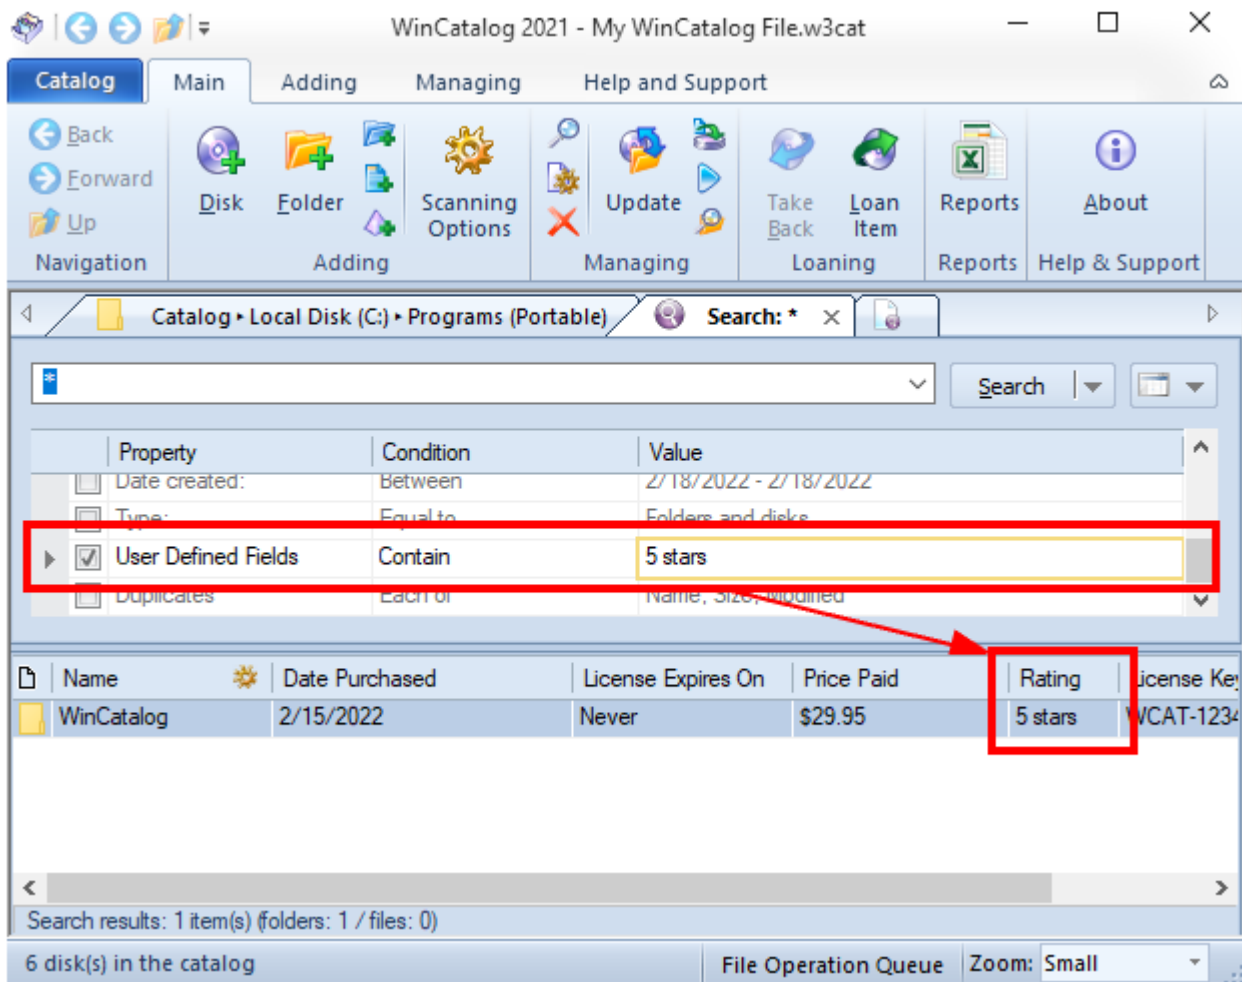 WinCatalog 2021 - My WinCatalog File.w3cat
Catalog Main Adding Managing Help and Support
Back
Forward
Up
Disk Folder Scanning Options Update Take Back Loan Item Reports About
Navigation Adding Managing Loaning Reports Help & Support
Catalog ▸ Local Disk (C:) ▸ Programs (Portable) Search: *
* Search
Property Condition Value
Date created: Between 2/18/2022 - 2/18/2022
Type: Equal to Folders and disks
User Defined Fields Contain 5 stars
Duplicates Each of Name, Size, Modified
Name Date Purchased License Expires On Price Paid Rating License Key
WinCatalog 2/15/2022 Never $29.95 5 stars WCAT-1234
Search results: 1 item(s) (folders: 1 / files: 0)
6 disk(s) in the catalog File Operation Queue Zoom: Small